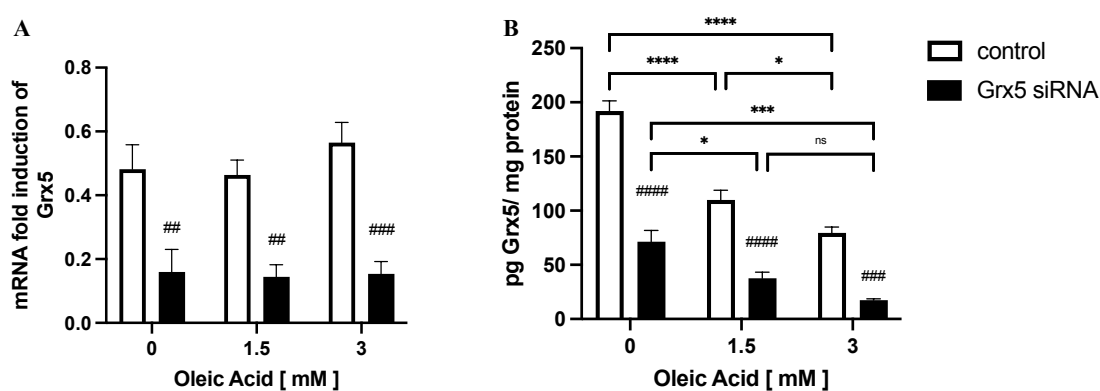 A
mRNA fold induction of
Grx5
0.8
0.6
0.4
0.2
0.0
##
##
###
0
1.5
3
Oleic Acid [ mM ]
B
pg Grx5/ mg protein
250
200
150
100
50
0
****
****
*
***
*
ns
####
####
###
0
1.5
3
Oleic Acid [ mM ]
control
Grx5 siRNA